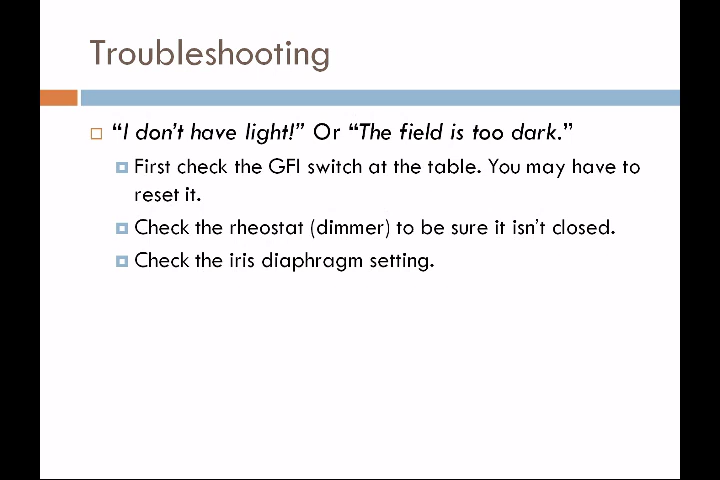 Troubleshooting
“I don’t have light!” Or “The field is too dark.”
First check the GFI switch at the table. You may have to
reset it.
Check the rheostat (dimmer) to be sure it isn’t closed.
Check the iris diaphragm setting.